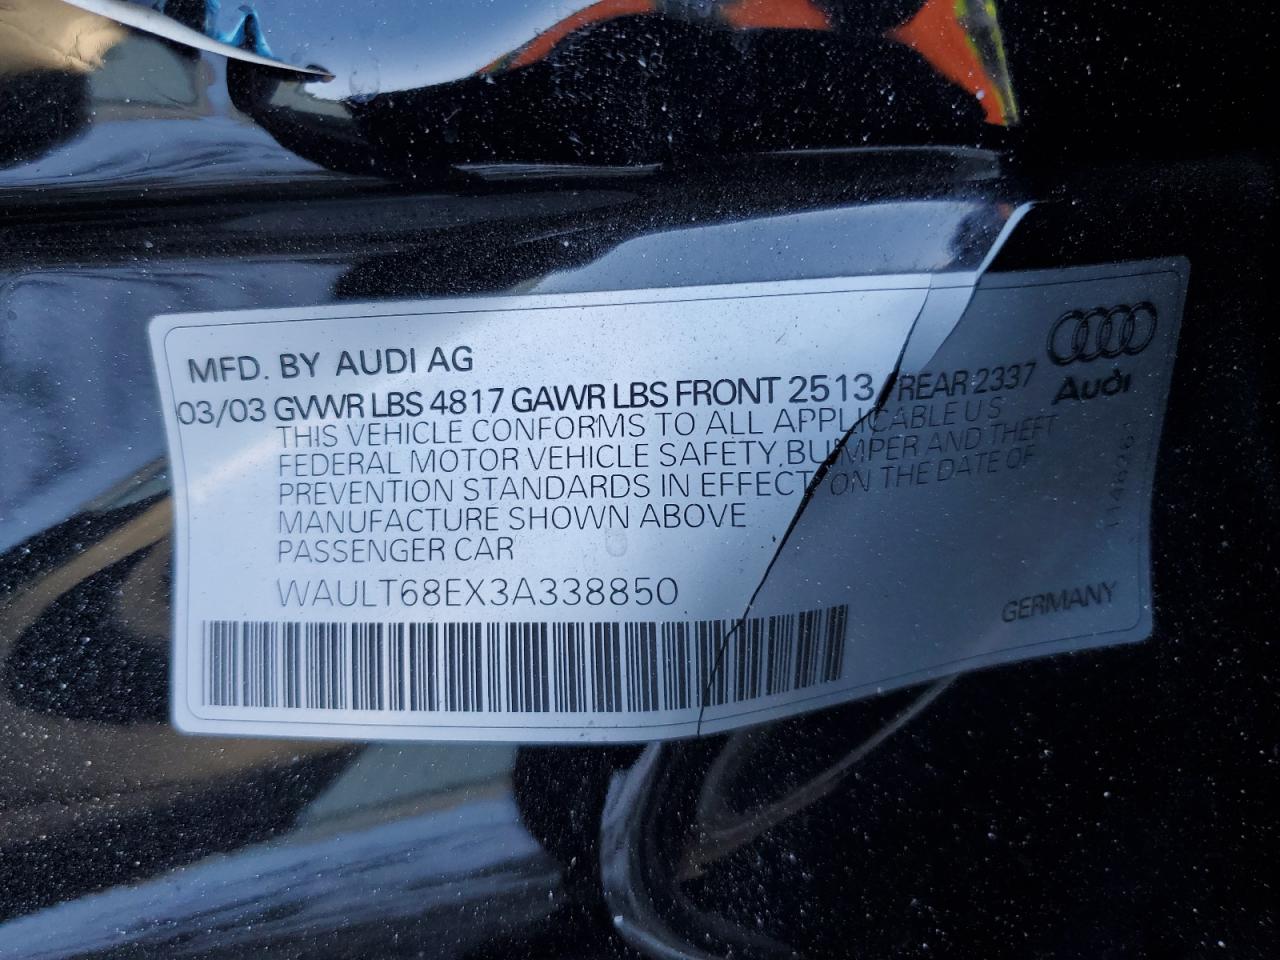 MFD. BY AUDI AG
03/03 GVWR LBS 4817 GAWR LBS FRONT 2513 REAR 2337
Audi
THIS VEHICLE CONFORMS TO ALL APPLICABLE U S
FEDERAL MOTOR VEHICLE SAFETY, BUMPER AND THEFT
PREVENTION STANDARDS IN EFFECT ON THE DATE OF
MANUFACTURE SHOWN ABOVE
PASSENGER CAR
WAULT68EX3A338850
GERMANY